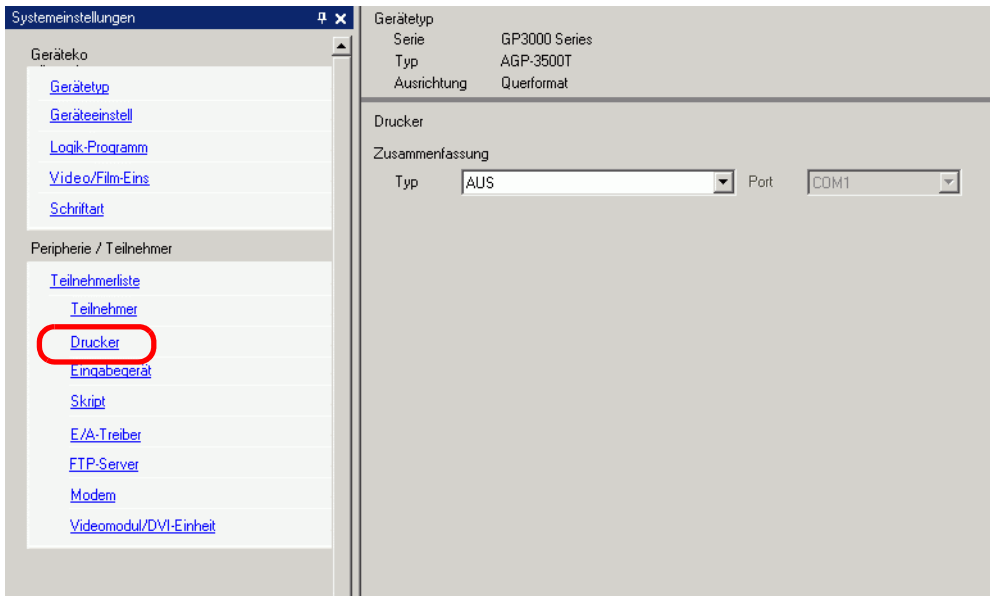 Systemeinstellungen
Geräteko
Gerätetyp
Geräteeinstell
Logik-Programm
Video/Film-Eins
Schriftart
Peripherie / Teilnehmer
Teilnehmerliste
Teilnehmer
Drucker
Eingabegerät
Skript
E/A-Treiber
FTP-Server
Modem
Videomodul/DVI-Einheit
Gerätetyp
Serie GP3000 Series
Typ AGP-3500T
Ausrichtung Querformat
Drucker
Zusammenfassung
Typ AUS Port COM1